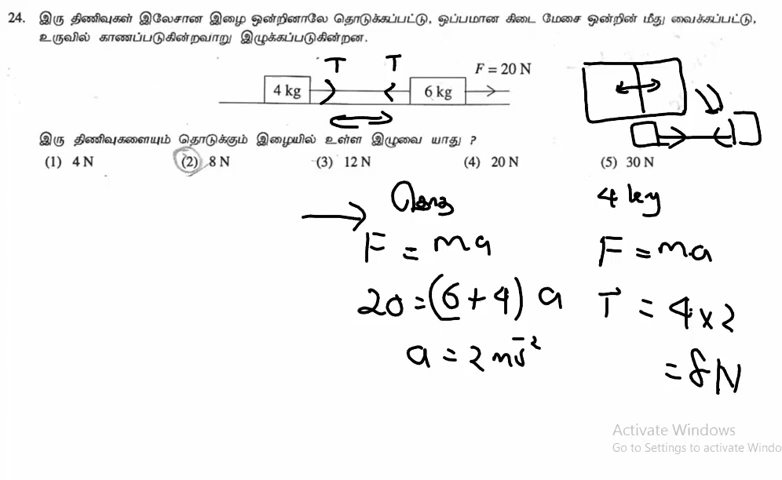 24. இரு திணிவுகள் இலேசான இழை ஒன்றினாலே தொடுக்கப்பட்டு, ஒப்பமான கிடை மேசை ஒன்றின் மீது வைக்கப்பட்டு,
உருவில் காணப்படுகின்றவாறு இழுக்கப்படுகின்றன.
T T F = 20 N
4 kg 6 kg
இரு திணிவுகளையும் தொடுக்கும் இழையில் உள்ள இழுவை யாது ?
(1) 4 N (2) 8 N (3) 12 N (4) 20 N (5) 30 N
4 kg
F = ma F = ma
20 = (6 + 4) a T = 4 x 2
a = 2 ms⁻² = 8 N
Activate Windows
Go to Settings to activate Windo